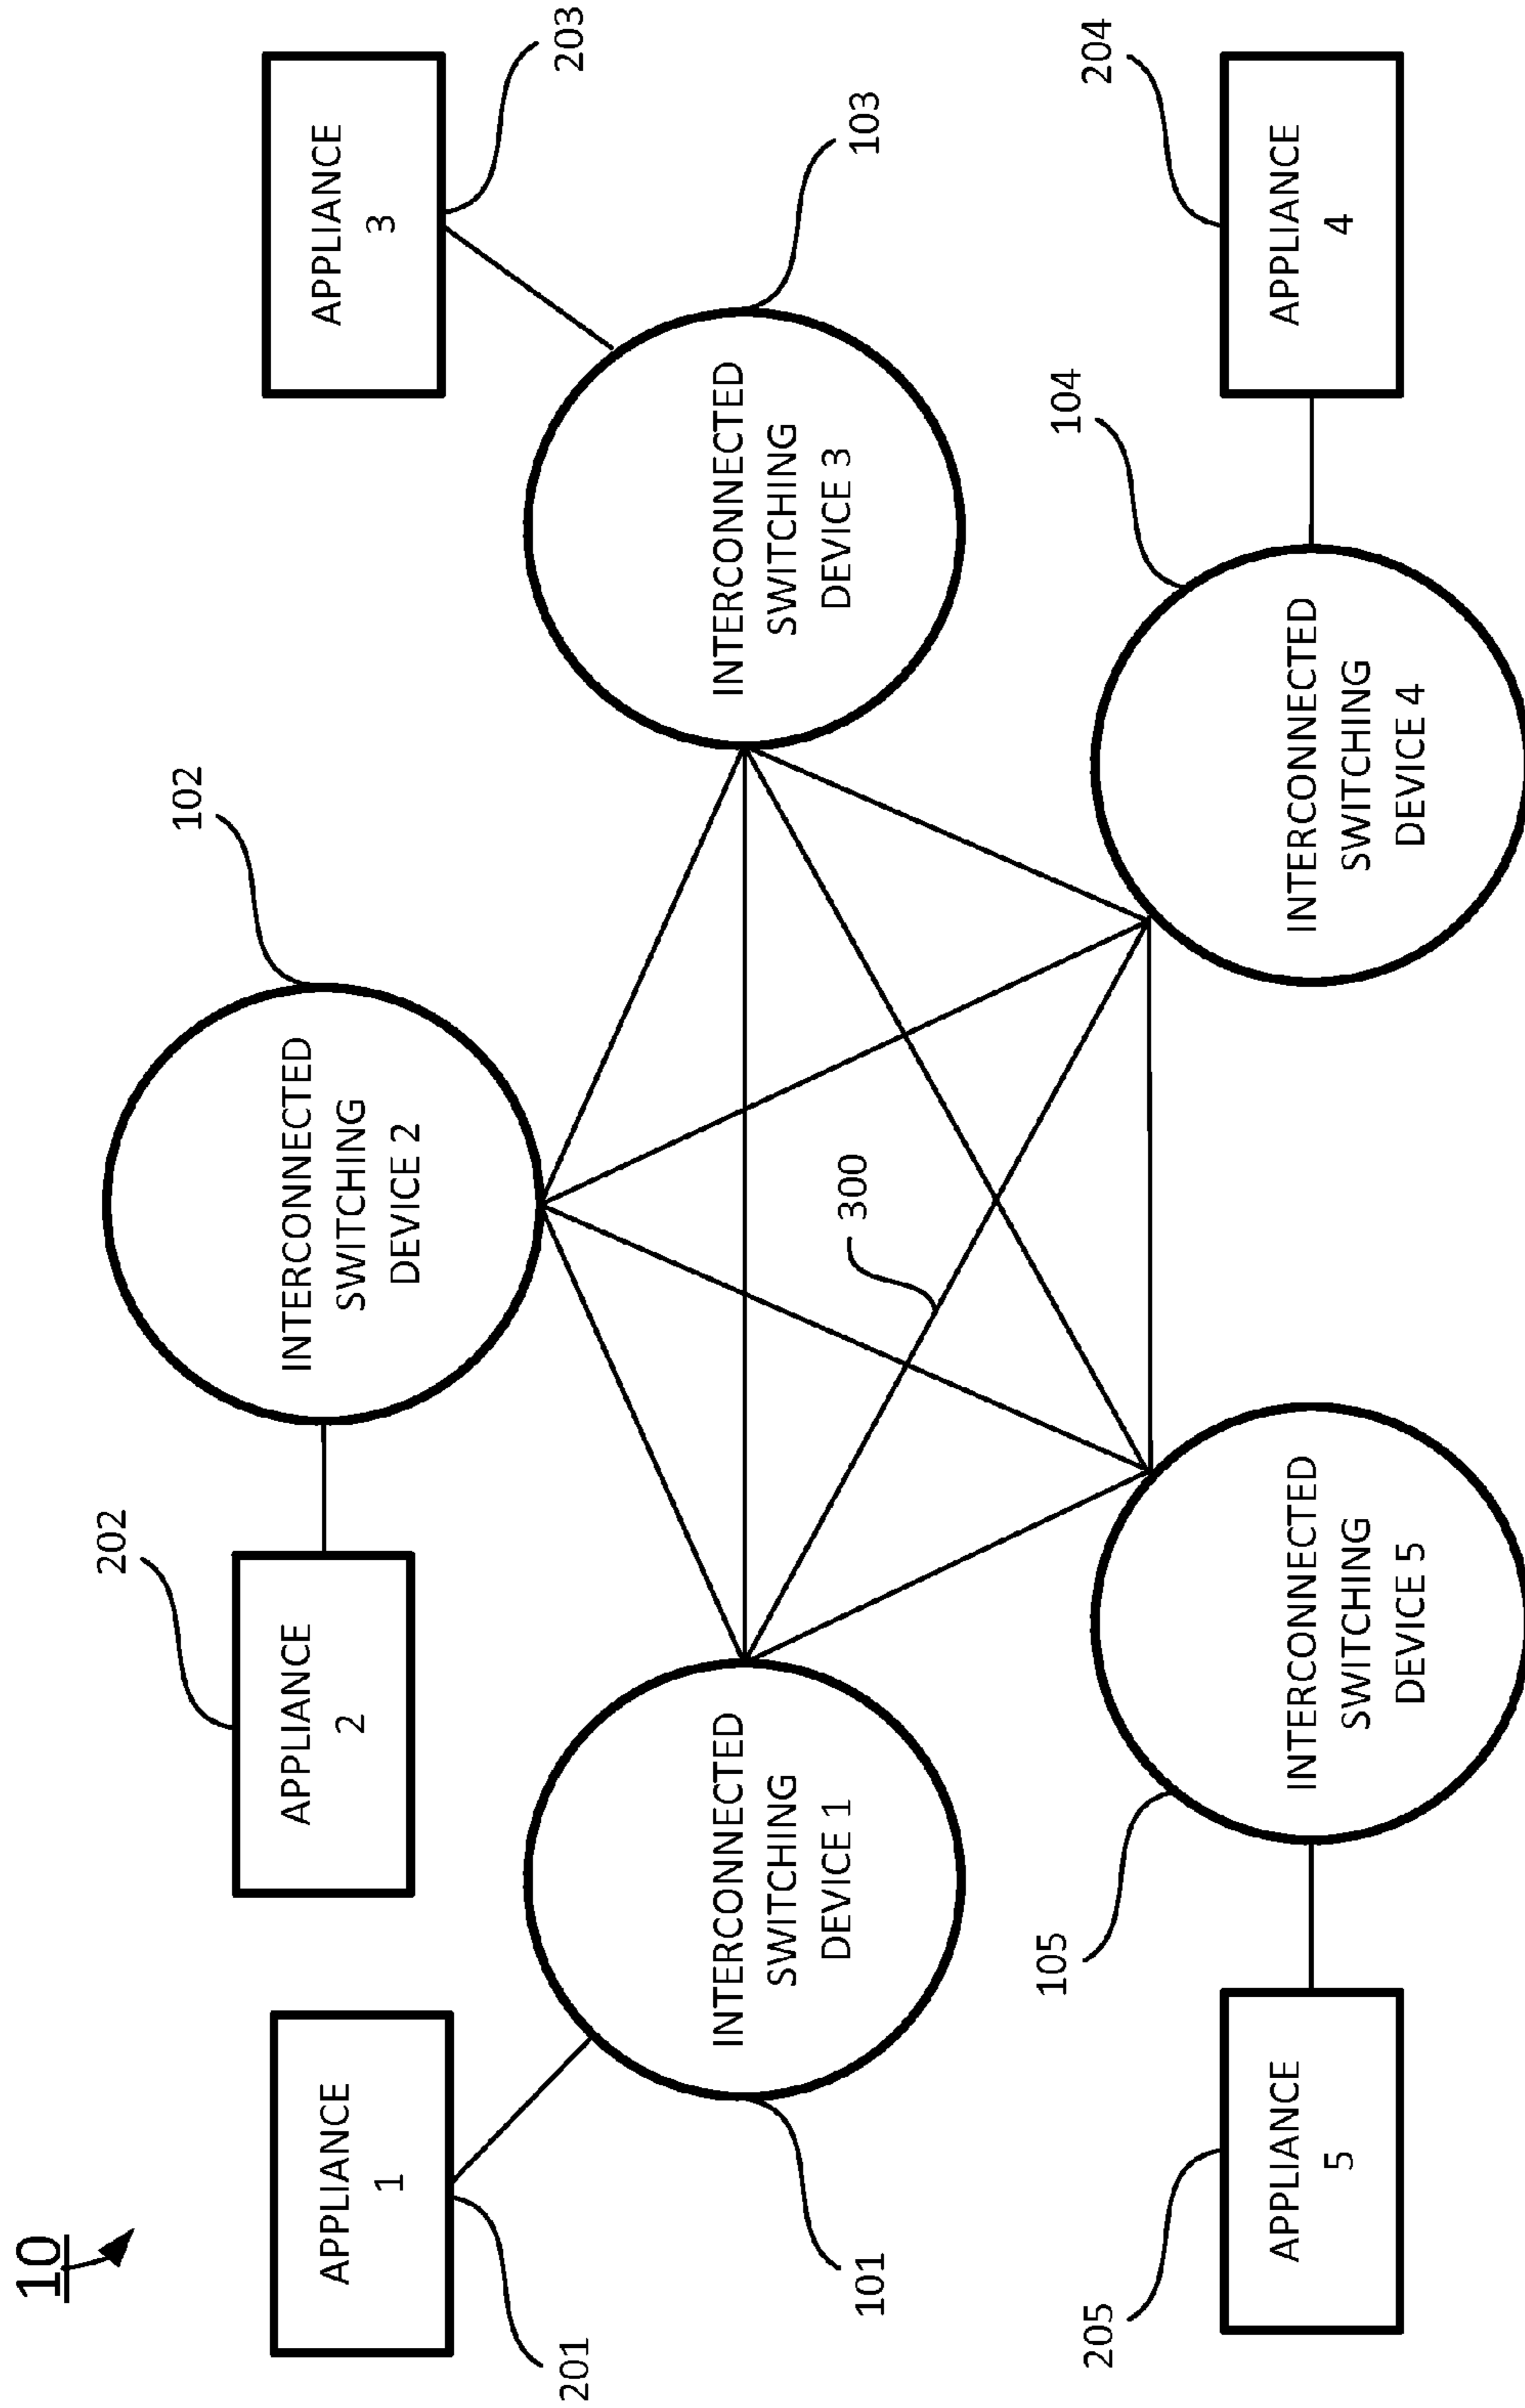 10
APPLIANCE
1
201
INTERCONNECTED
SWITCHING
DEVICE 1
101
APPLIANCE
2
202
INTERCONNECTED
SWITCHING
DEVICE 2
102
APPLIANCE
3
203
INTERCONNECTED
SWITCHING
DEVICE 3
103
300
APPLIANCE
5
205
INTERCONNECTED
SWITCHING
DEVICE 5
105
INTERCONNECTED
SWITCHING
DEVICE 4
104
APPLIANCE
4
204